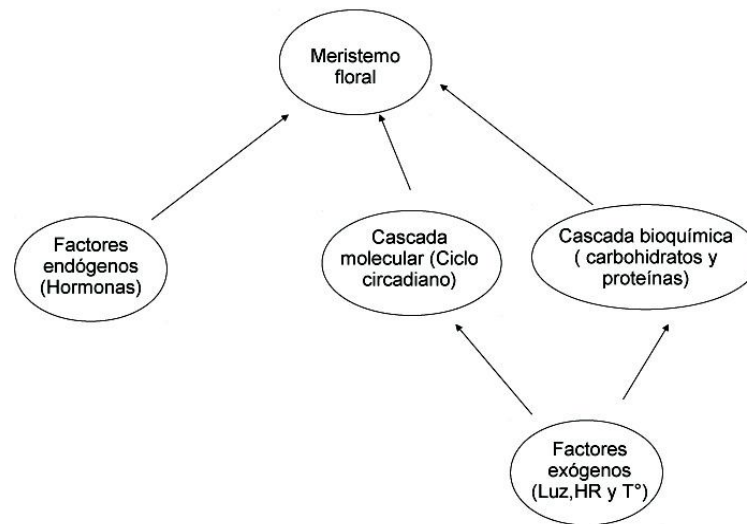 Meristemo
floral
Factores
endógenos
(Hormonas)
Cascada
molecular (Ciclo
circadiano)
Cascada bioquímica
( carbohidratos y
proteínas)
Factores
exógenos
(Luz,HR y T°)